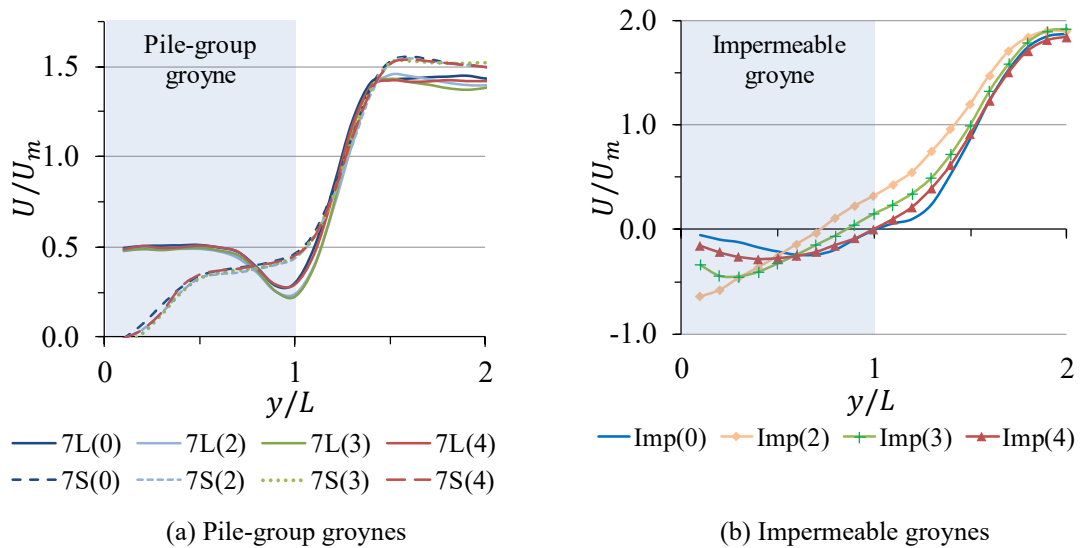 Pile-group
groyne
1.5
1.0
0.5
0.0
U/U_m
0
1
2
y/L
7L(0)
7L(2)
7L(3)
7L(4)
7S(0)
7S(2)
7S(3)
7S(4)
(a) Pile-group groynes
Impermeable
groyne
2.0
1.0
0.0
-1.0
U/U_m
0
1
2
y/L
Imp(0)
Imp(2)
Imp(3)
Imp(4)
(b) Impermeable groynes